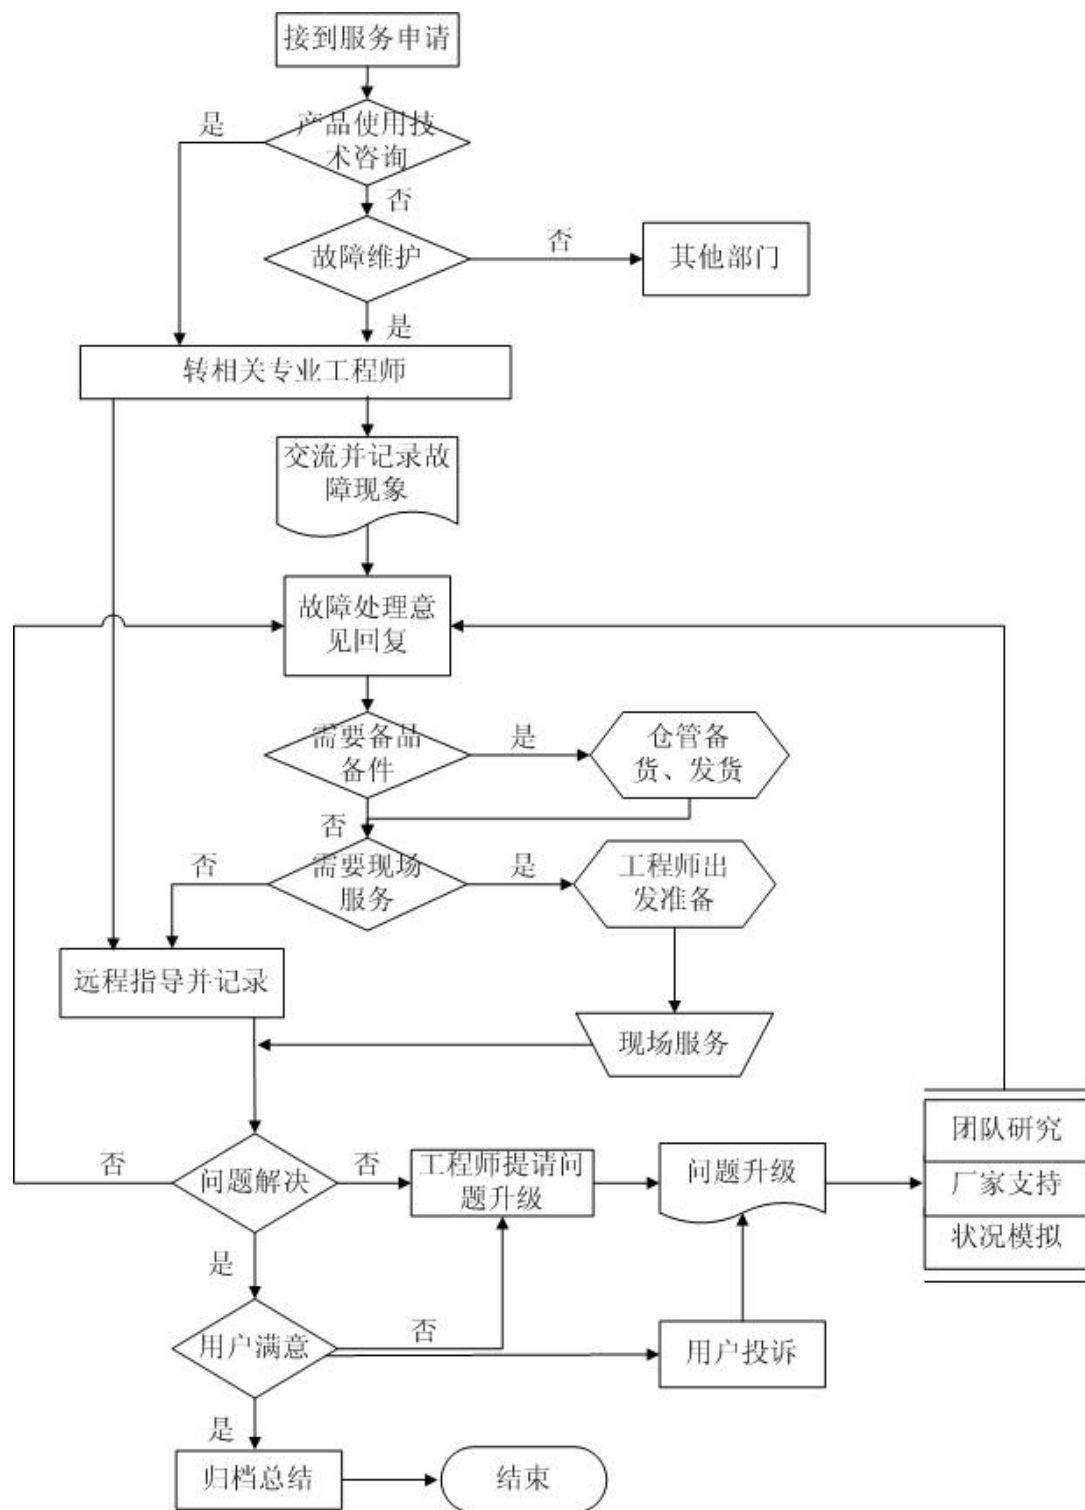 接到服务申请
是
产品使用技
术咨询
否
故障维护
否
其他部门
是
转相关专业工程师
交流并记录故
障现象
故障处理意
见回复
需要备品
备件
是
仓管备
货、发货
否
需要现场
服务
否
是
工程师出
发准备
远程指导并记录
现场服务
否
问题解决
否
工程师提请问
题升级
问题升级
团队研究
厂家支持
状况模拟
是
用户满意
否
用户投诉
是
归档总结
结束